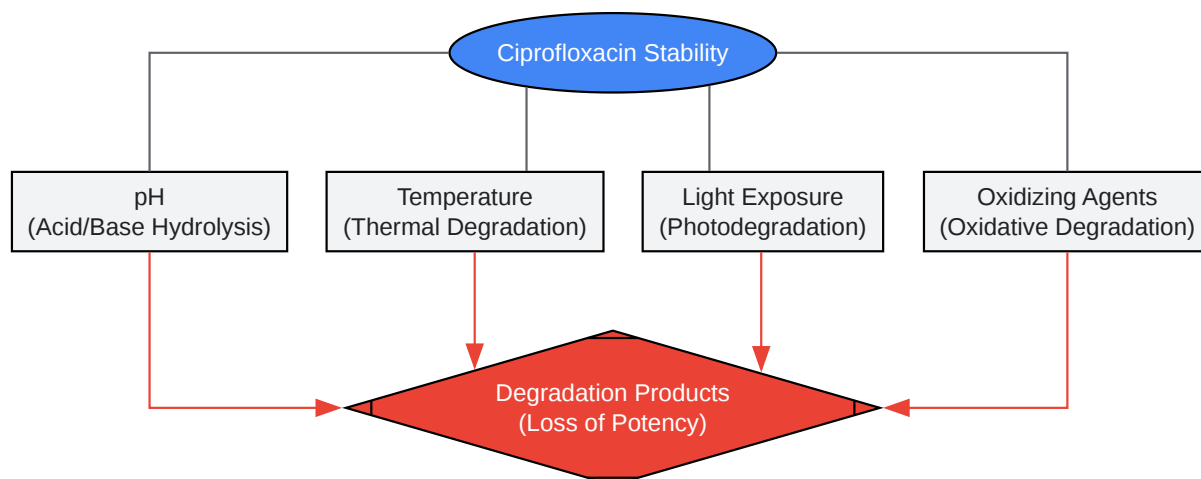 Ciprofloxacin Stability
pH
(Acid/Base Hydrolysis)
Temperature
(Thermal Degradation)
Light Exposure
(Photodegradation)
Oxidizing Agents
(Oxidative Degradation)
Degradation Products
(Loss of Potency)